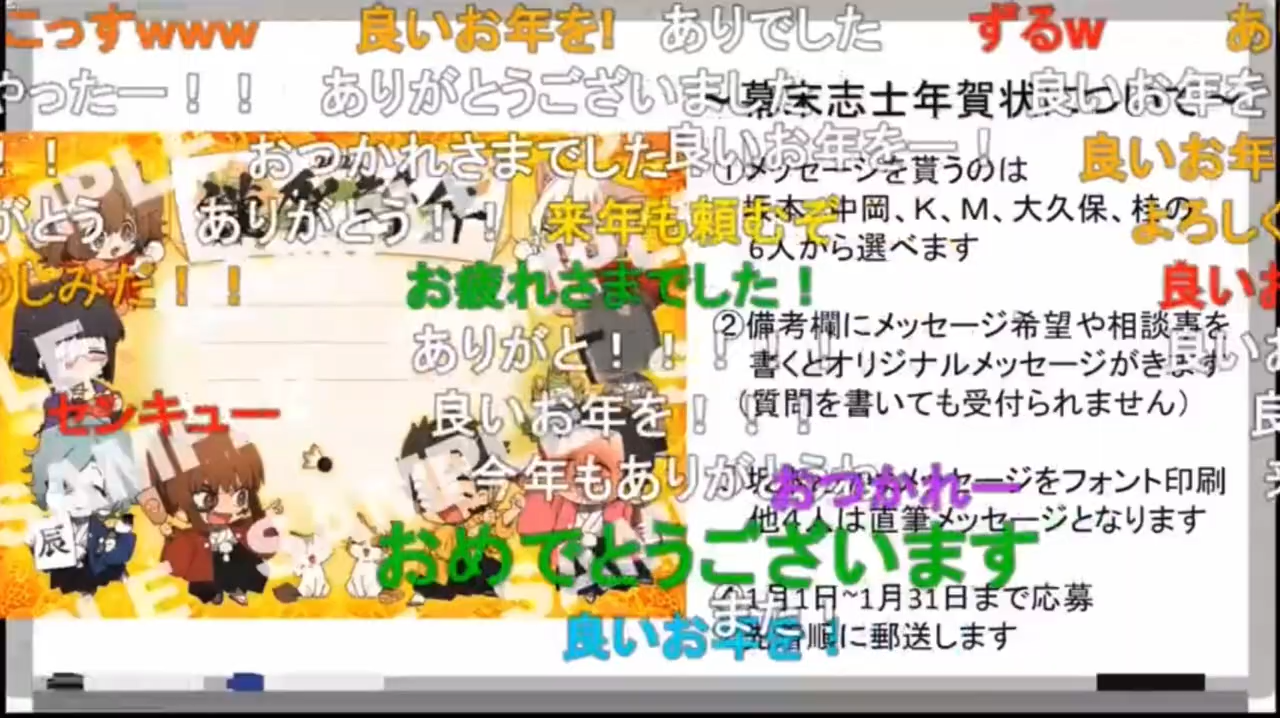 こっすwww 良いお年を! ありでした ずるw あ
やったー！！ ありがとうございました 良いお年を
～幕末志士年賀状について～
！！ おつかれさまでした 良いお年をー！ 良いお年
①メッセージを貰うのは
がとう ありがとう！！ 来年も頼むぞ よろしく
坂本、中岡、K、M、大久保、桂の
6人から選べます
のしみだ！！ お疲れさまでした！ 良いお
②備考欄にメッセージ希望や相談事を
ありがと！！！！！！ 良いお
書くとオリジナルメッセージがきます
センキュー 良いお年を！！！ 良
（質問を書いても受付られません）
今年もありがとうね おつかれー
メッセージをフォント印刷
他4人は直筆メッセージとなります
辰
おめでとうございます
1月1日~1月31日まで応募
また！
良いお年を！
先着順に郵送します
SAMPLE